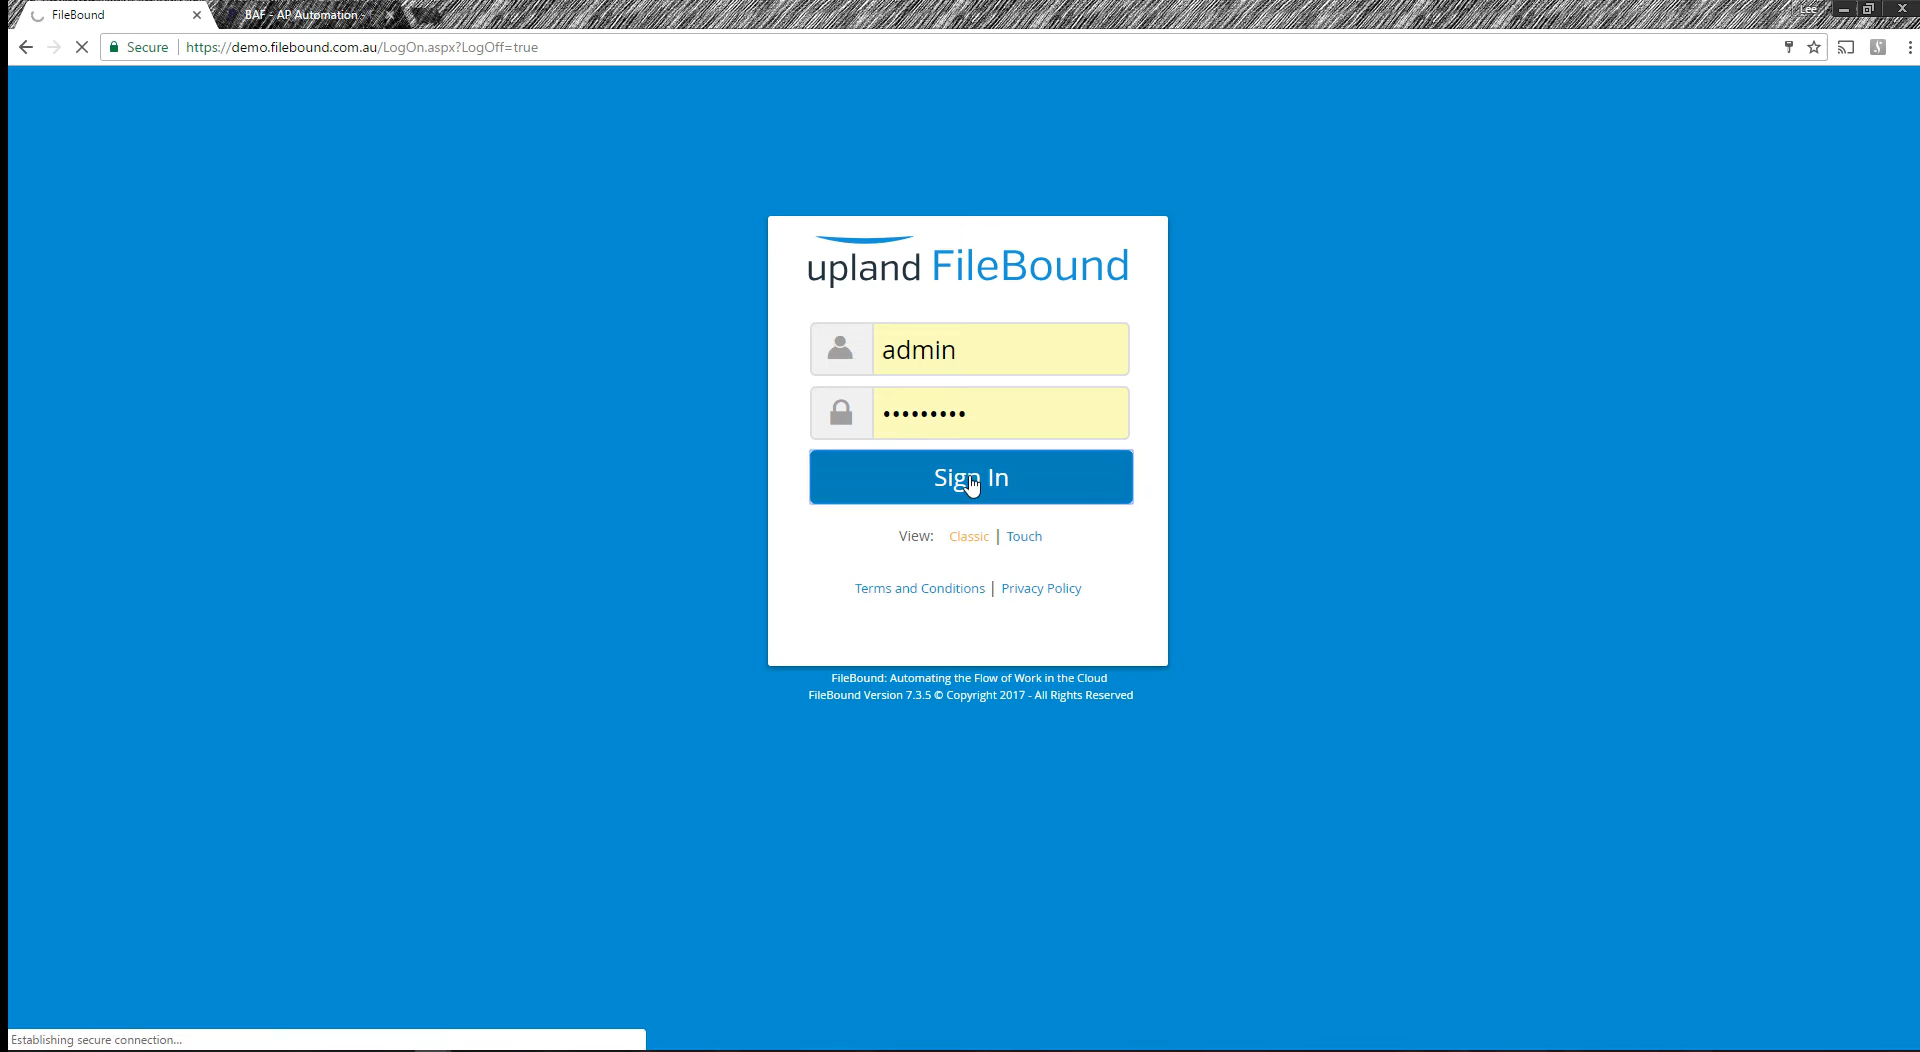 FileBound
BAF - AP Automation -
Lee
Secure
https://demo.filebound.com.au/LogOn.aspx?LogOff=true
upland FileBound
admin
•••••••••
Sign In
View: Classic | Touch
Terms and Conditions | Privacy Policy
FileBound: Automating the Flow of Work in the Cloud
FileBound Version 7.3.5 © Copyright 2017 - All Rights Reserved
Establishing secure connection...